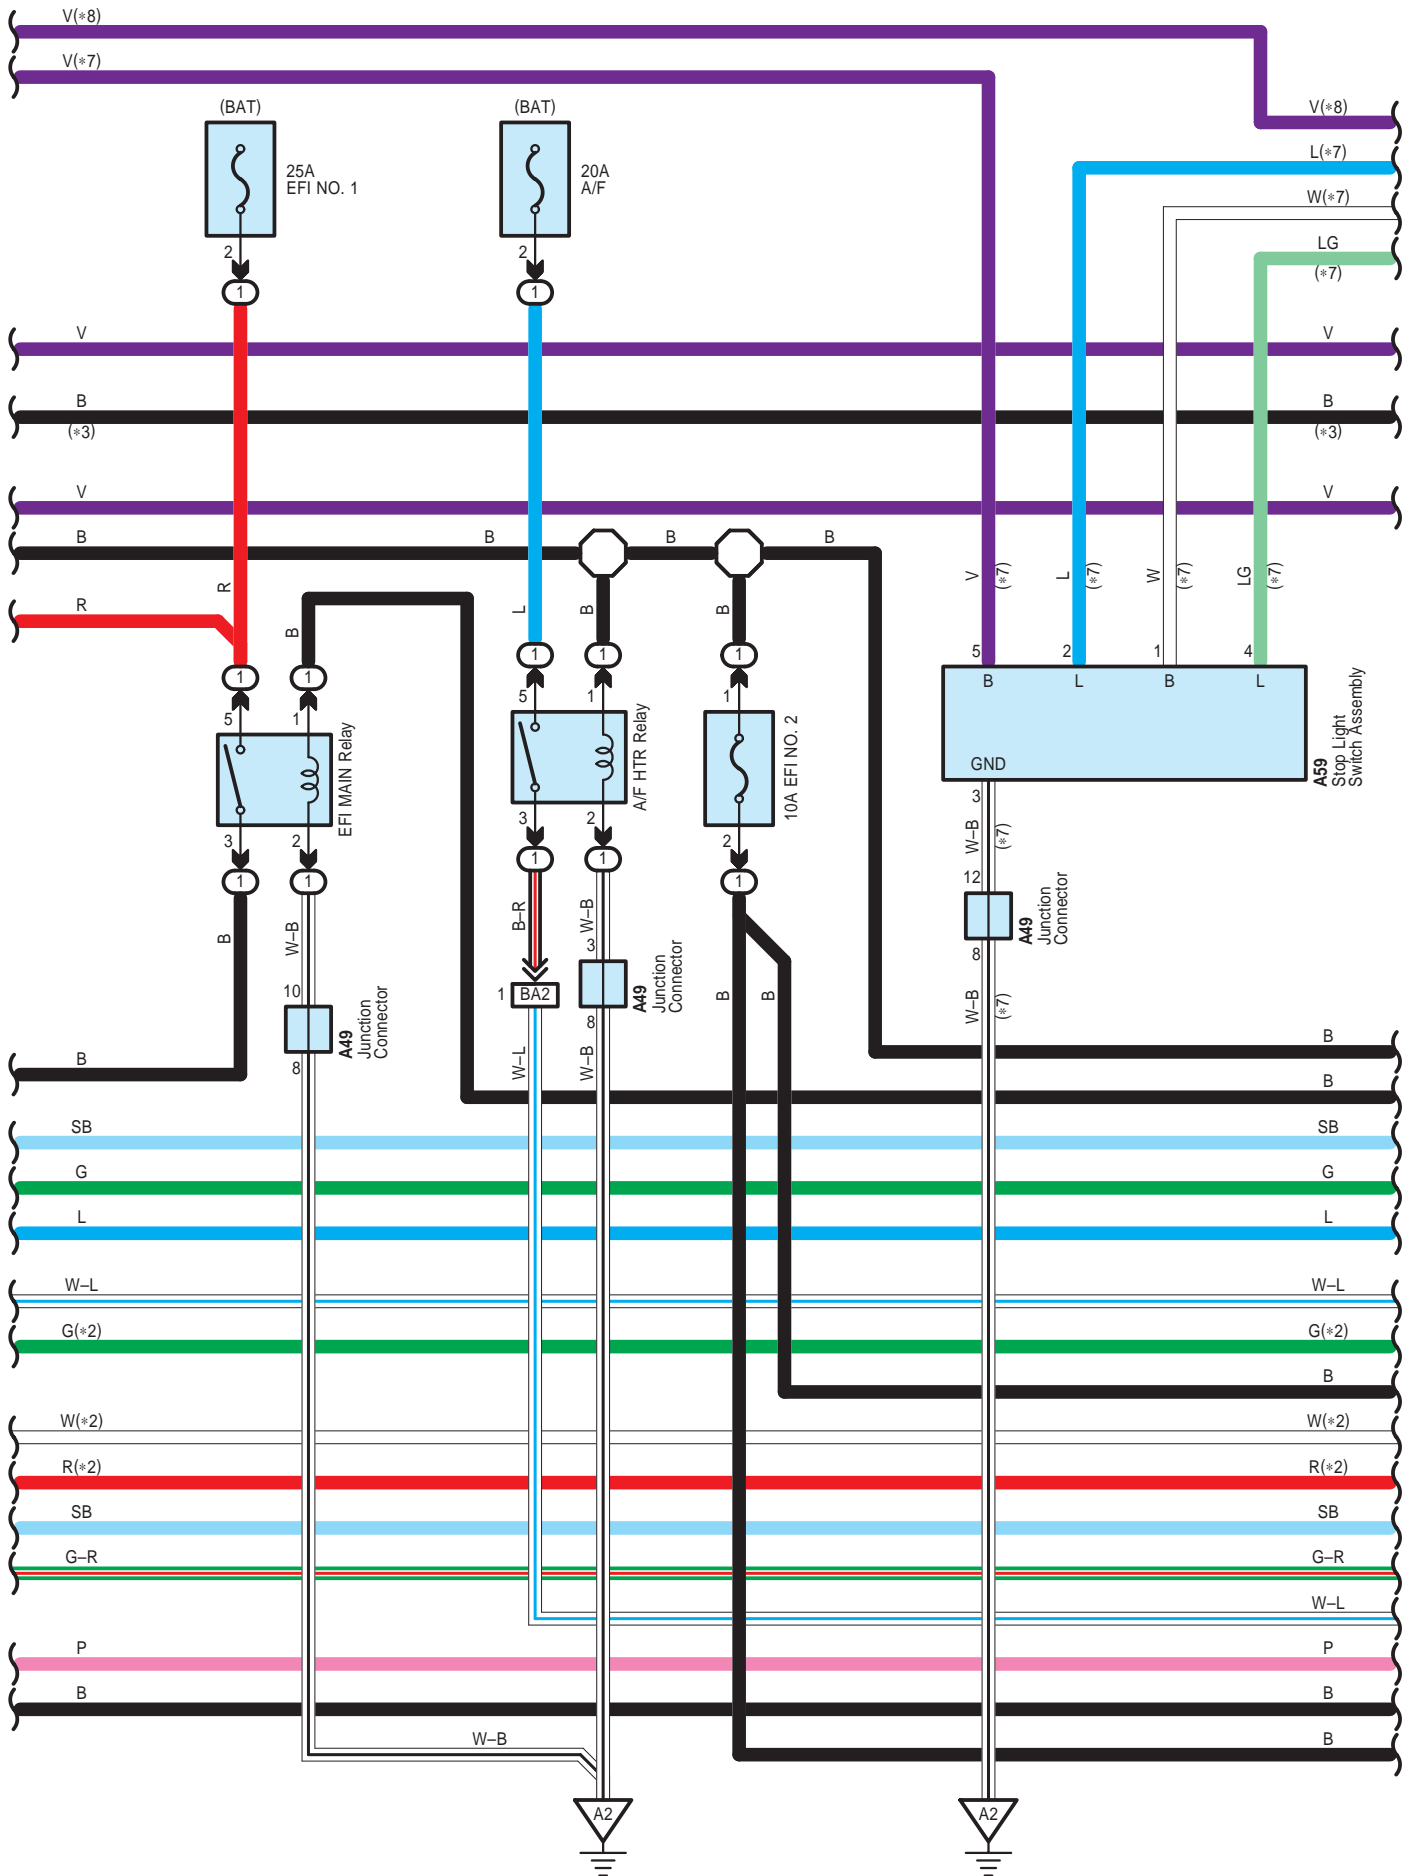 V(*8)
V(*7)
(BAT)
(BAT)
V(*8)
L(*7)
25A
EFI NO. 1
20A
A/F
W(*7)
LG
(*7)
2
2
1
1
V
V
B
(*3)
B
(*3)
V
V
B
B
B
B
R
R
B
L
B
V
(*7)
L
(*7)
W
(*7)
LG
(*7)
1
1
1
1
1
5
2
1
4
B
L
B
L
5
1
5
1
1
EFI MAIN Relay
A/F HTR Relay
10A EFI NO. 2
A59
Stop Light
Switch Assembly
GND
3
2
3
2
2
3
1
1
1
1
1
W–B
(*7)
12
B
W–B
B–R
W–B
3
A49
Junction
Connector
8
10
1
BA2
A49
Junction
Connector
B
B
W–B
(*7)
8
A49
Junction
Connector
8
W–L
W–B
B
B
B
SB
SB
G
G
L
L
W–L
W–L
G(*2)
G(*2)
B
W(*2)
W(*2)
R(*2)
R(*2)
SB
SB
G–R
G–R
W–L
P
P
B
B
W–B
B
A2
A2